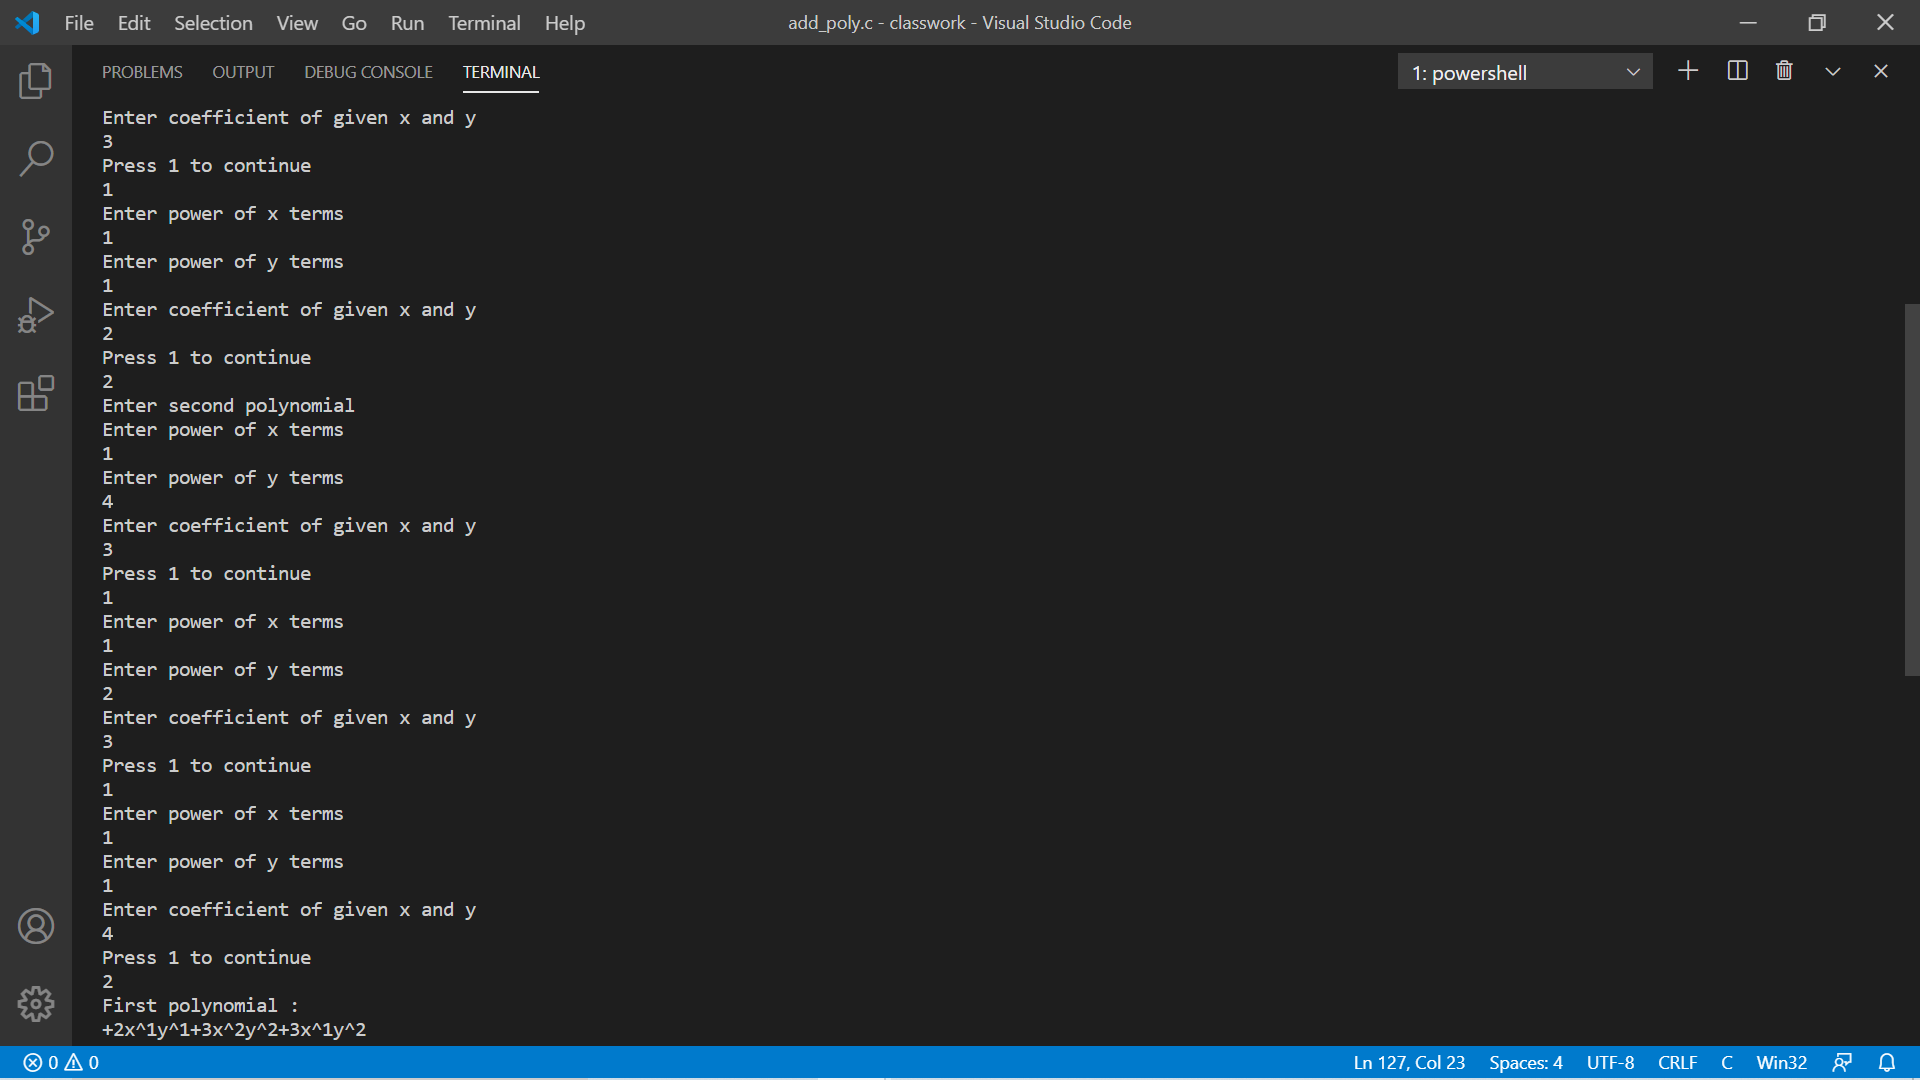 File Edit Selection View Go Run Terminal Help add_poly.c - classwork - Visual Studio Code
PROBLEMS OUTPUT DEBUG CONSOLE TERMINAL 1: powershell
Enter coefficient of given x and y
3
Press 1 to continue
1
Enter power of x terms
1
Enter power of y terms
1
Enter coefficient of given x and y
2
Press 1 to continue
2
Enter second polynomial
Enter power of x terms
1
Enter power of y terms
4
Enter coefficient of given x and y
3
Press 1 to continue
1
Enter power of x terms
1
Enter power of y terms
2
Enter coefficient of given x and y
3
Press 1 to continue
1
Enter power of x terms
1
Enter power of y terms
1
Enter coefficient of given x and y
4
Press 1 to continue
2
First polynomial :
+2x^1y^1+3x^2y^2+3x^1y^2
0 0 Ln 127, Col 23 Spaces: 4 UTF-8 CRLF C Win32